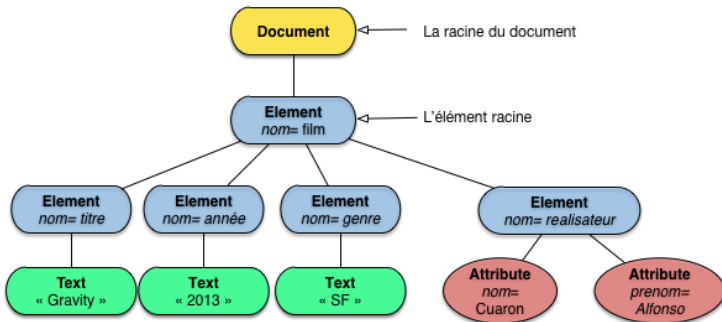 Document
La racine du document
Element
nom= film
L'élément racine
Element
nom= titre
Element
nom= année
Element
nom= genre
Element
nom= realisateur
Text
« Gravity »
Text
« 2013 »
Text
« SF »
Attribute
nom=
Cuaron
Attribute
prenom=
Alfonso